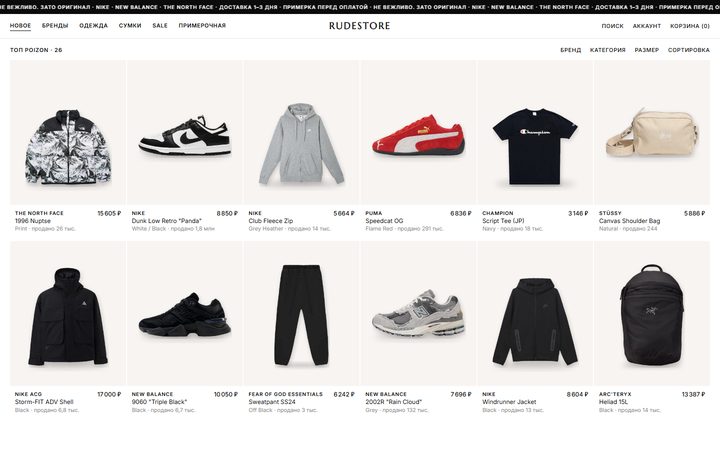 НЕ ВЕЖЛИВО. ЗАТО ОРИГИНАЛ · NIKE · NEW BALANCE · THE NORTH FACE · ДОСТАВКА 1–3 ДНЯ · ПРИМЕРКА ПЕРЕД ОПЛАТОЙ · НЕ ВЕЖЛИВО. ЗАТО ОРИГИНАЛ · NIKE · NEW BALANCE · THE NORTH FACE · ДОСТАВКА 1–3 ДНЯ · ПРИМЕРКА ПЕРЕД
НОВОЕ БРЕНДЫ ОДЕЖДА СУМКИ SALE ПРИМЕРОЧНАЯ RUDESTORE ПОИСК АККАУНТ КОРЗИНА (0)
ТОП POIZON · 26 БРЕНД КАТЕГОРИЯ РАЗМЕР СОРТИРОВКА
Champion
THE NORTH FACE 15 605 ₽
1996 Nuptse
Print · продано 26 тыс.
NIKE 8 850 ₽
Dunk Low Retro "Panda"
White / Black · продано 1,8 млн
NIKE 5 664 ₽
Club Fleece Zip
Grey Heather · продано 14 тыс.
PUMA 6 836 ₽
Speedcat OG
Flame Red · продано 291 тыс.
CHAMPION 3 146 ₽
Script Tee (JP)
Navy · продано 18 тыс.
STÜSSY 5 886 ₽
Canvas Shoulder Bag
Natural · продано 244
NIKE ACG 17 000 ₽
Storm-FIT ADV Shell
Black · продано 6,8 тыс.
NEW BALANCE 10 050 ₽
9060 "Triple Black"
Black · продано 6,7 тыс.
FEAR OF GOD ESSENTIALS 6 242 ₽
Sweatpant SS24
Off Black · продано 3 тыс.
NEW BALANCE 7 696 ₽
2002R "Rain Cloud"
Grey · продано 132 тыс.
NIKE 8 604 ₽
Windrunner Jacket
Black · продано 13 тыс.
ARC'TERYX 13 387 ₽
Heliad 15L
Black · продано 14 тыс.